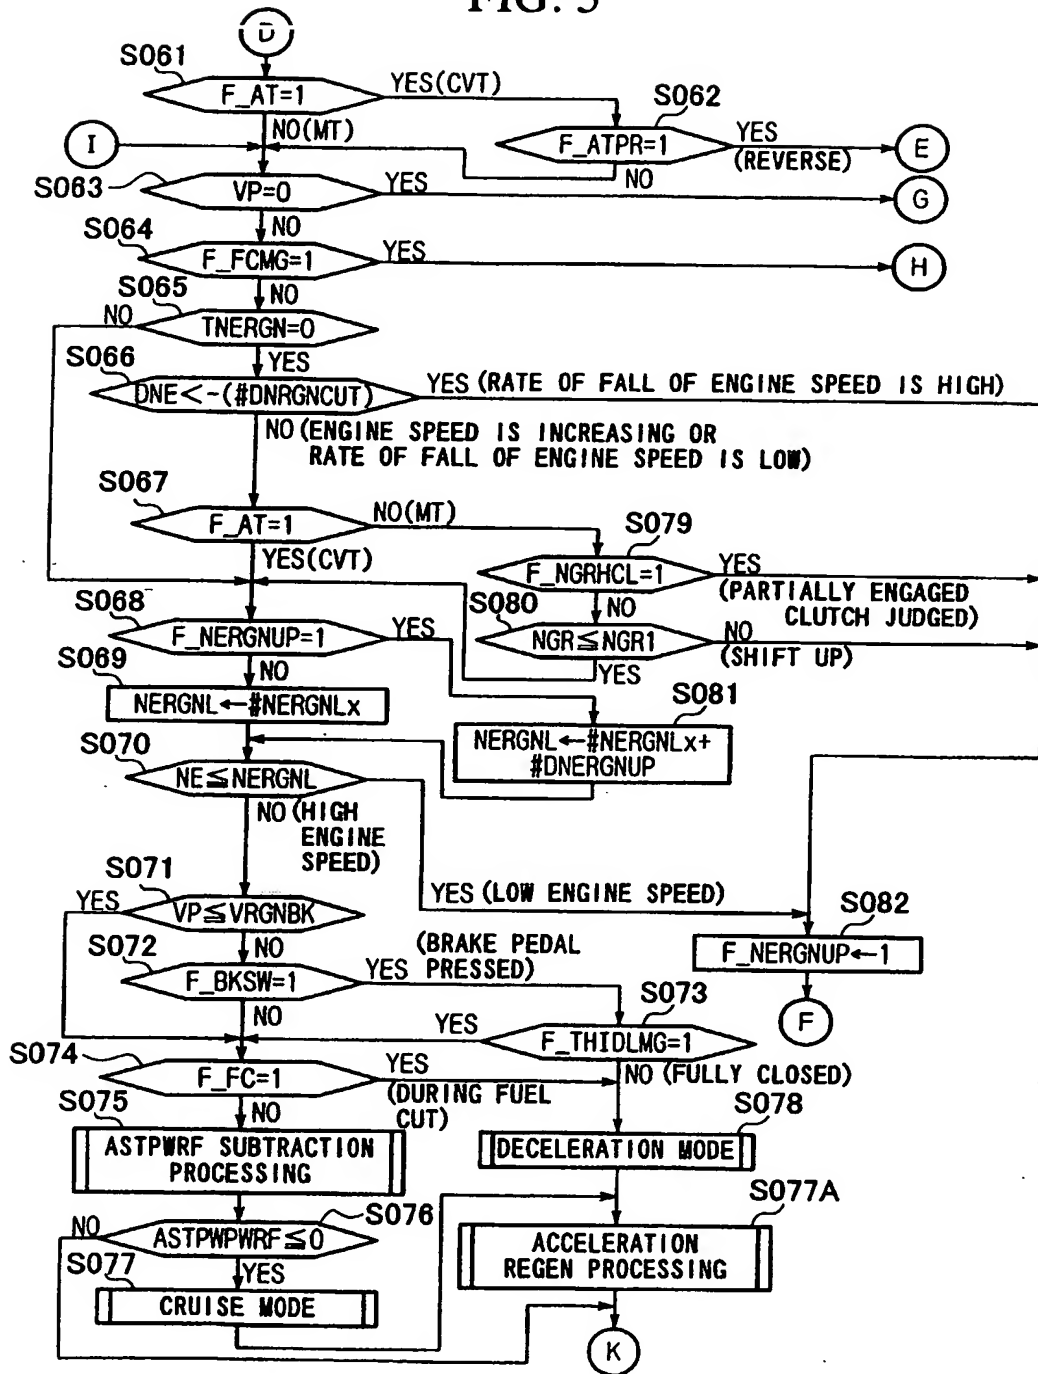 FIG. 5
D
S061
F_AT=1
YES(CVT)
S062
NO(MT)
I
F_ATPR=1
YES
(REVERSE)
E
NO
S063
VP=0
YES
G
NO
S064
F_FCMG=1
YES
H
NO
S065
NO
TNERGN=0
YES
S066
DNE<-(#DNRGNCUT)
YES (RATE OF FALL OF ENGINE SPEED IS HIGH)
NO (ENGINE SPEED IS INCREASING OR
RATE OF FALL OF ENGINE SPEED IS LOW)
S067
F_AT=1
NO(MT)
S079
YES(CVT)
F_NGRHCL=1
YES
(PARTIALLY ENGAGED
CLUTCH JUDGED)
NO
S080
S068
F_NERGNUP=1
YES
NGR≦NGR1
NO
(SHIFT UP)
YES
NO
S069
NERGNL←#NERGNLx
S081
NERGNL←#NERGNLx+
#DNERGNUP
S070
NE≦NERGNL
NO (HIGH
ENGINE
SPEED)
S071
YES
VP≦VRGNBK
YES (LOW ENGINE SPEED)
S082
F_NERGNUP←1
NO
S072
F_BKSW=1
(BRAKE PEDAL
YES PRESSED)
F
NO
S073
YES
F_THIDLMG=1
S074
F_FC=1
YES
(DURING FUEL
CUT)
NO (FULLY CLOSED)
NO
S075
ASTPWRF SUBTRACTION
PROCESSING
S078
DECELERATION MODE
S076
NO
ASTPWPWRF≦0
S077A
ACCELERATION
REGEN PROCESSING
YES
S077
CRUISE MODE
K